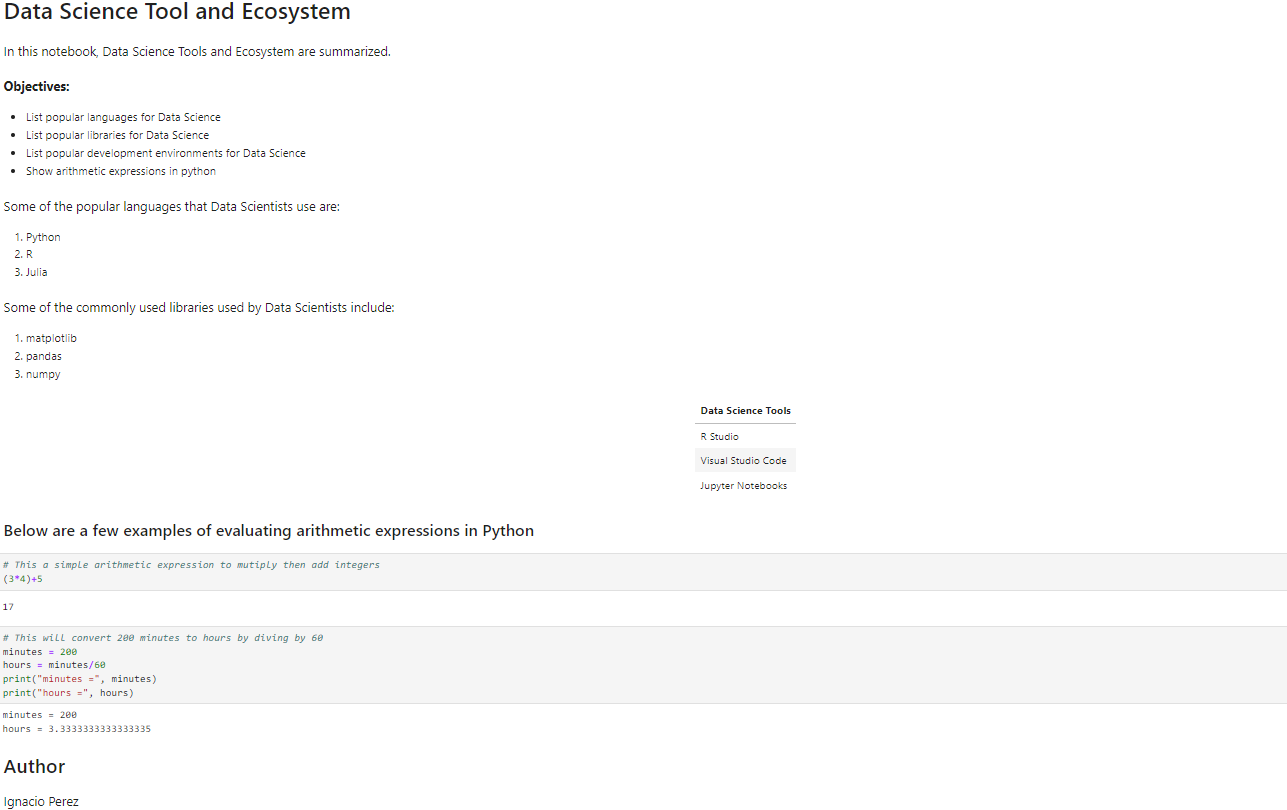 Data Science Tool and Ecosystem
In this notebook, Data Science Tools and Ecosystem are summarized.
Objectives:
• List popular languages for Data Science
• List popular libraries for Data Science
• List popular development environments for Data Science
• Show arithmetic expressions in python
Some of the popular languages that Data Scientists use are:
1. Python
2. R
3. Julia
Some of the commonly used libraries used by Data Scientists include:
1. matplotlib
2. pandas
3. numpy
Data Science Tools
R Studio
Visual Studio Code
Jupyter Notebooks
Below are a few examples of evaluating arithmetic expressions in Python
# This a simple arithmetic expression to mutiply then add integers
(3*4)+5
17
# This will convert 200 minutes to hours by diving by 60
minutes = 200
hours = minutes/60
print("minutes =", minutes)
print("hours =", hours)
minutes = 200
hours = 3.3333333333333335
Author
Ignacio Perez